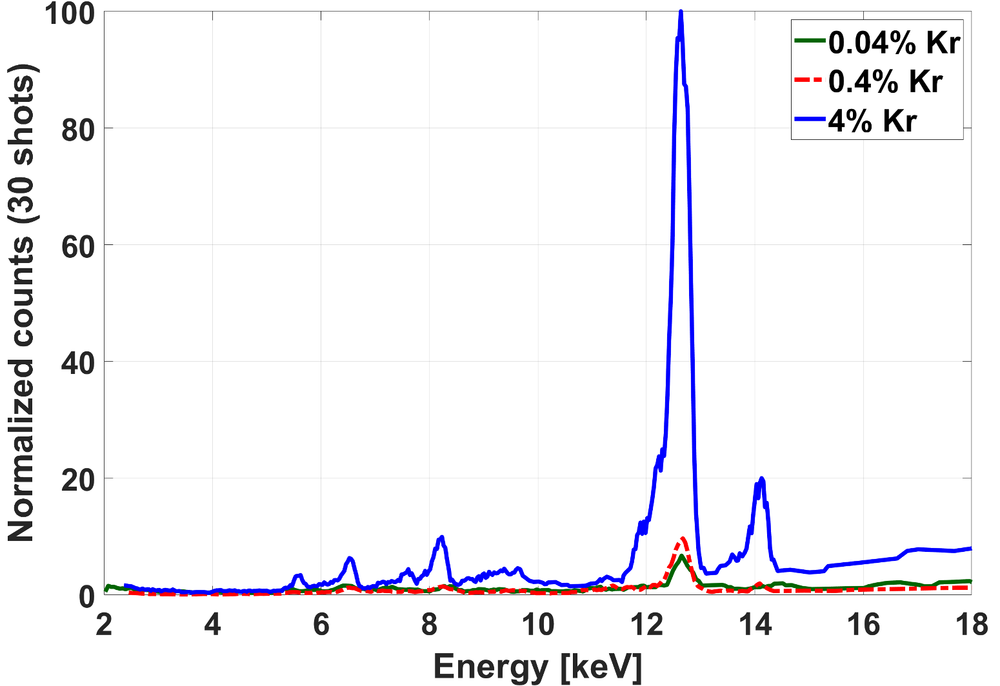 Normalized counts (30 shots)
100
80
60
40
20
0
0.04% Kr
0.4% Kr
4% Kr
2 4 6 8 10 12 14 16 18
Energy [keV]